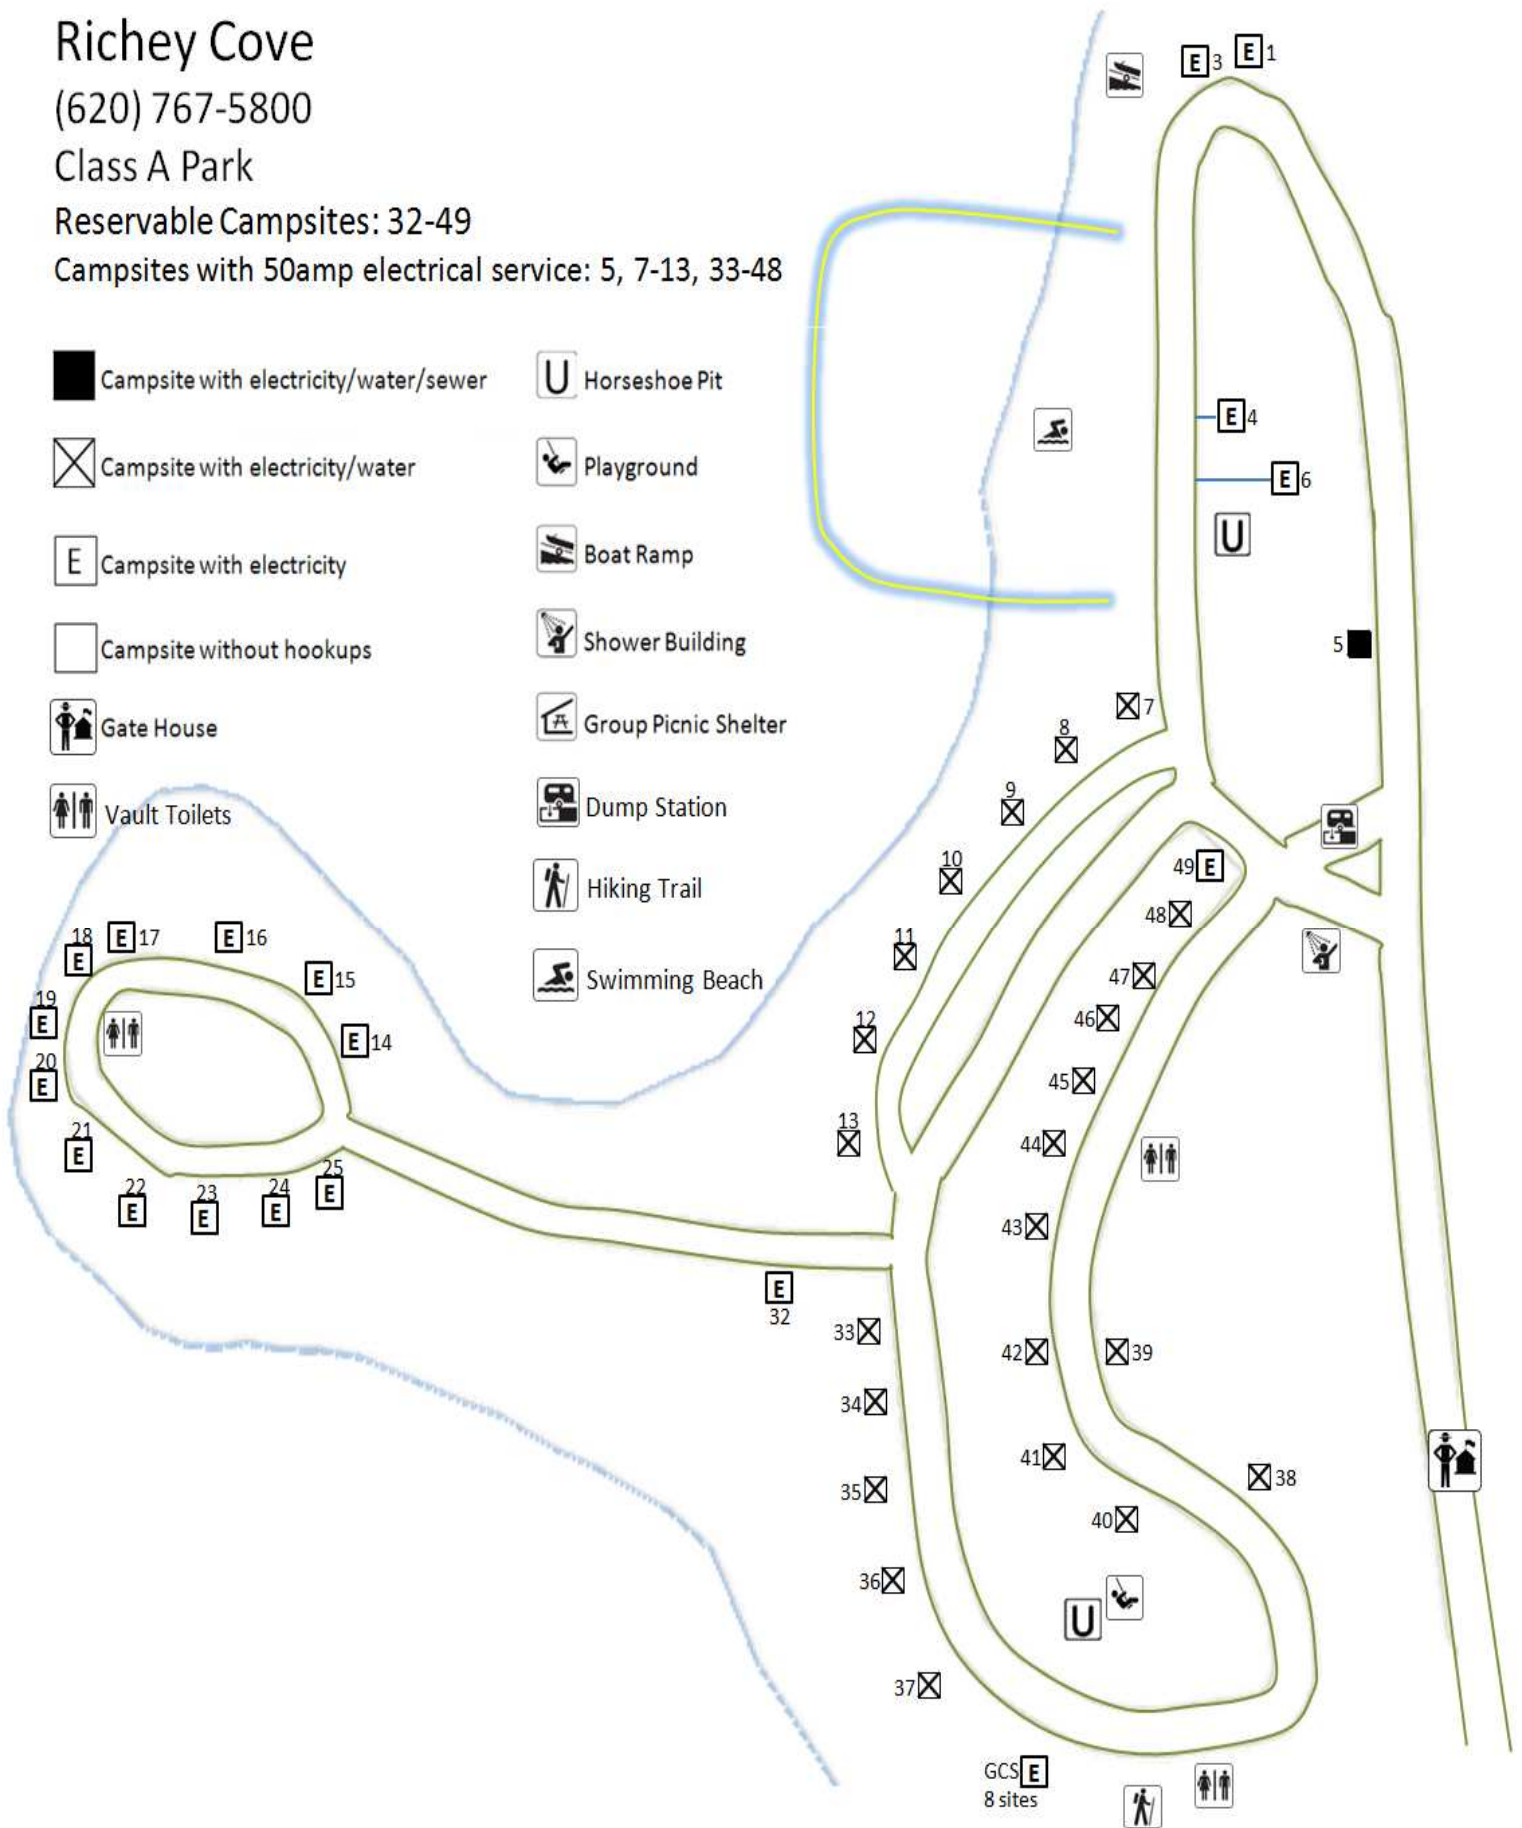 Richey Cove
(620) 767-5800
Class A Park
Reservable Campsites: 32-49
Campsites with 50amp electrical service: 5, 7-13, 33-48
Campsite with electricity/water/sewer
Campsite with electricity/water
E Campsite with electricity
Campsite without hookups
Gate House
Vault Toilets
U Horseshoe Pit
Playground
Boat Ramp
Shower Building
Group Picnic Shelter
Dump Station
Hiking Trail
Swimming Beach
E 3
E 1
E 4
E 6
U
5
7
8
9
10
11
12
13
49 E
48
47
46
45
44
43
42
39
41
38
40
U
18
E
E 17
E 16
E 15
E 14
19
E
20
E
21
E
22
E
23
E
24
E
25
E
E
32
33
34
35
36
37
GCS E
8 sites